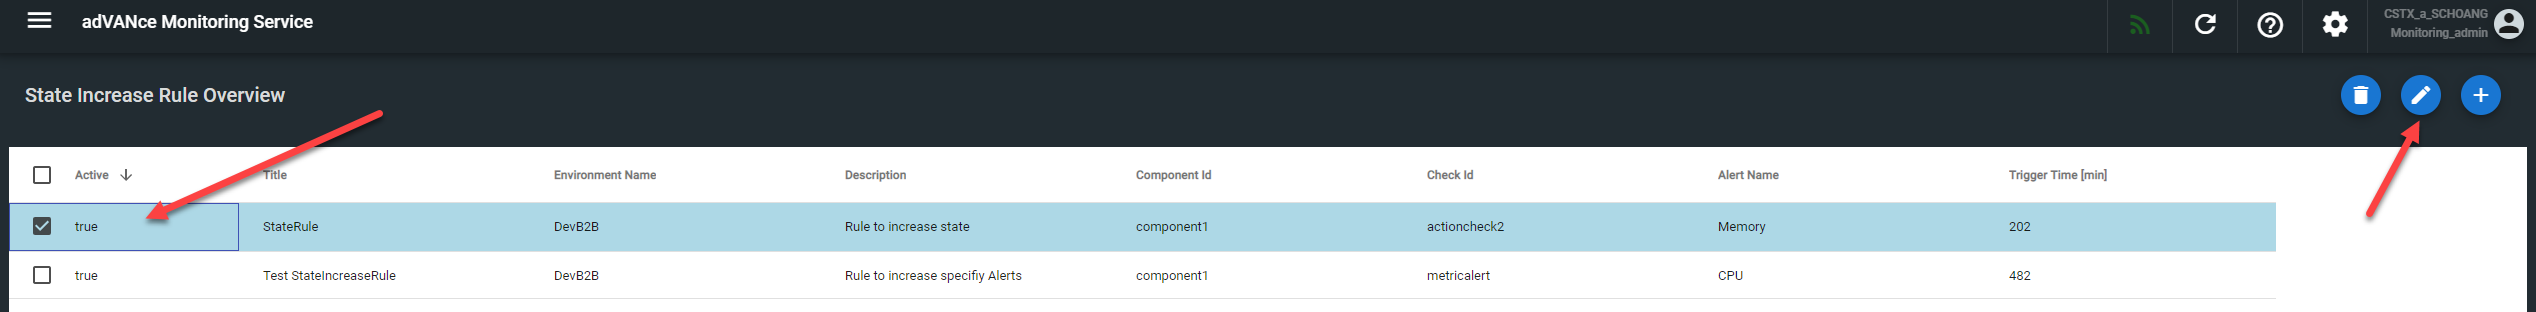 adVANce Monitoring Service
CSTX_a_SCHOANG
Monitoring_admin
State Increase Rule Overview
Active Title Environment Name Description Component Id Check Id Alert Name Trigger Time [min]
true StateRule DevB2B Rule to increase state component1 actioncheck2 Memory 202
true Test StateIncreaseRule DevB2B Rule to increase specifiy Alerts component1 metricalert CPU 482